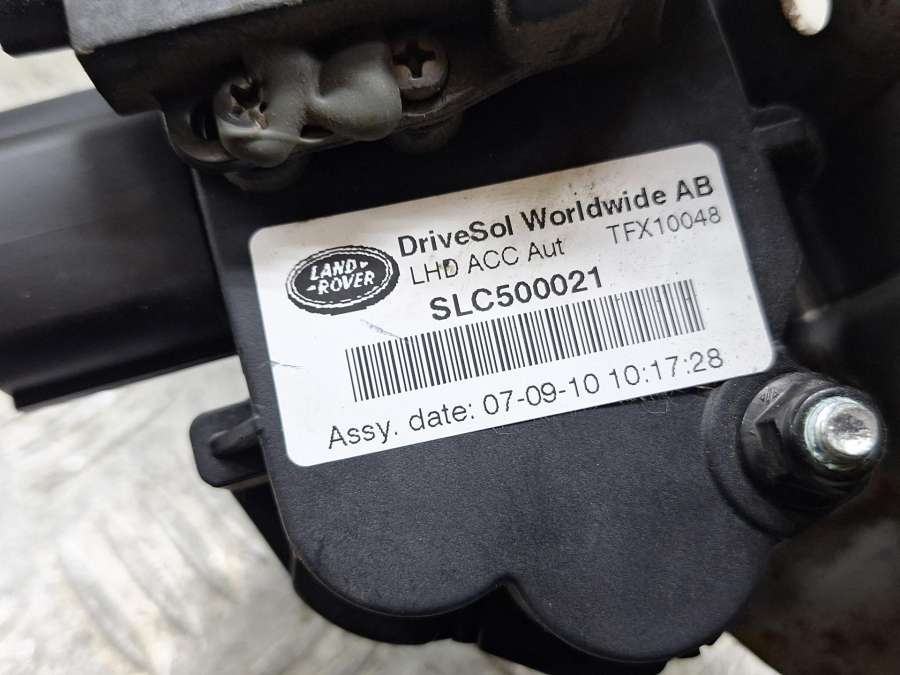 LAND
ROVER
DriveSol Worldwide AB
LHD ACC Aut TFX10048
SLC500021
Assy. date: 07-09-10 10:17:28